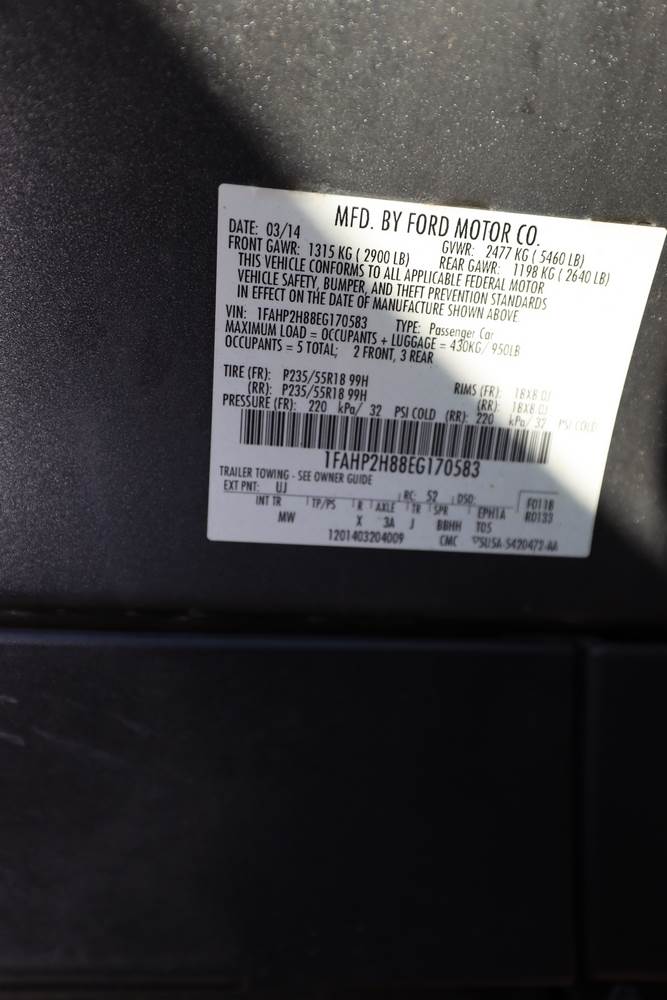 MFD. BY FORD MOTOR CO.
DATE: 03/14 GVWR: 2477 KG ( 5460 LB)
FRONT GAWR: 1315 KG ( 2900 LB) REAR GAWR: 1198 KG ( 2640 LB)
THIS VEHICLE CONFORMS TO ALL APPLICABLE FEDERAL MOTOR
VEHICLE SAFETY, BUMPER, AND THEFT PREVENTION STANDARDS
IN EFFECT ON THE DATE OF MANUFACTURE SHOWN ABOVE
VIN: 1FAHP2H88EG170583 TYPE: Passenger Car
MAXIMUM LOAD = OCCUPANTS + LUGGAGE = 430KG/ 950LB
OCCUPANTS = 5 TOTAL; 2 FRONT, 3 REAR
TIRE (FR): P235/55R18 99H RIMS (FR): 18X8.0J
(RR): P235/55R18 99H (RR): 18X8.0J
PRESSURE (FR): 220 kPa/ 32 PSI COLD (RR): 220 kPa/ 32 PSI COLD
1FAHP2H88EG170583
TRAILER TOWING - SEE OWNER GUIDE
EXT PNT: UJ RC: 52 DSO: F0118
INT TR TP/PS R AXLE TR SPR EPH1A R0133
MW X 3A J BBHH T05
1201403204009 CMC 5U5A-5420472-AA